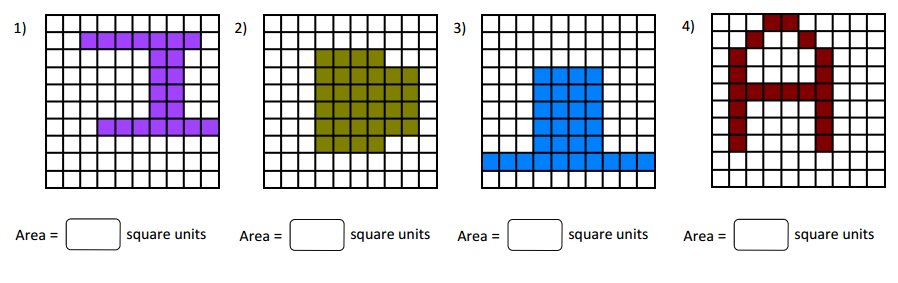 1) 2) 3) 4)
Area = square units Area = square units Area = square units Area = square units